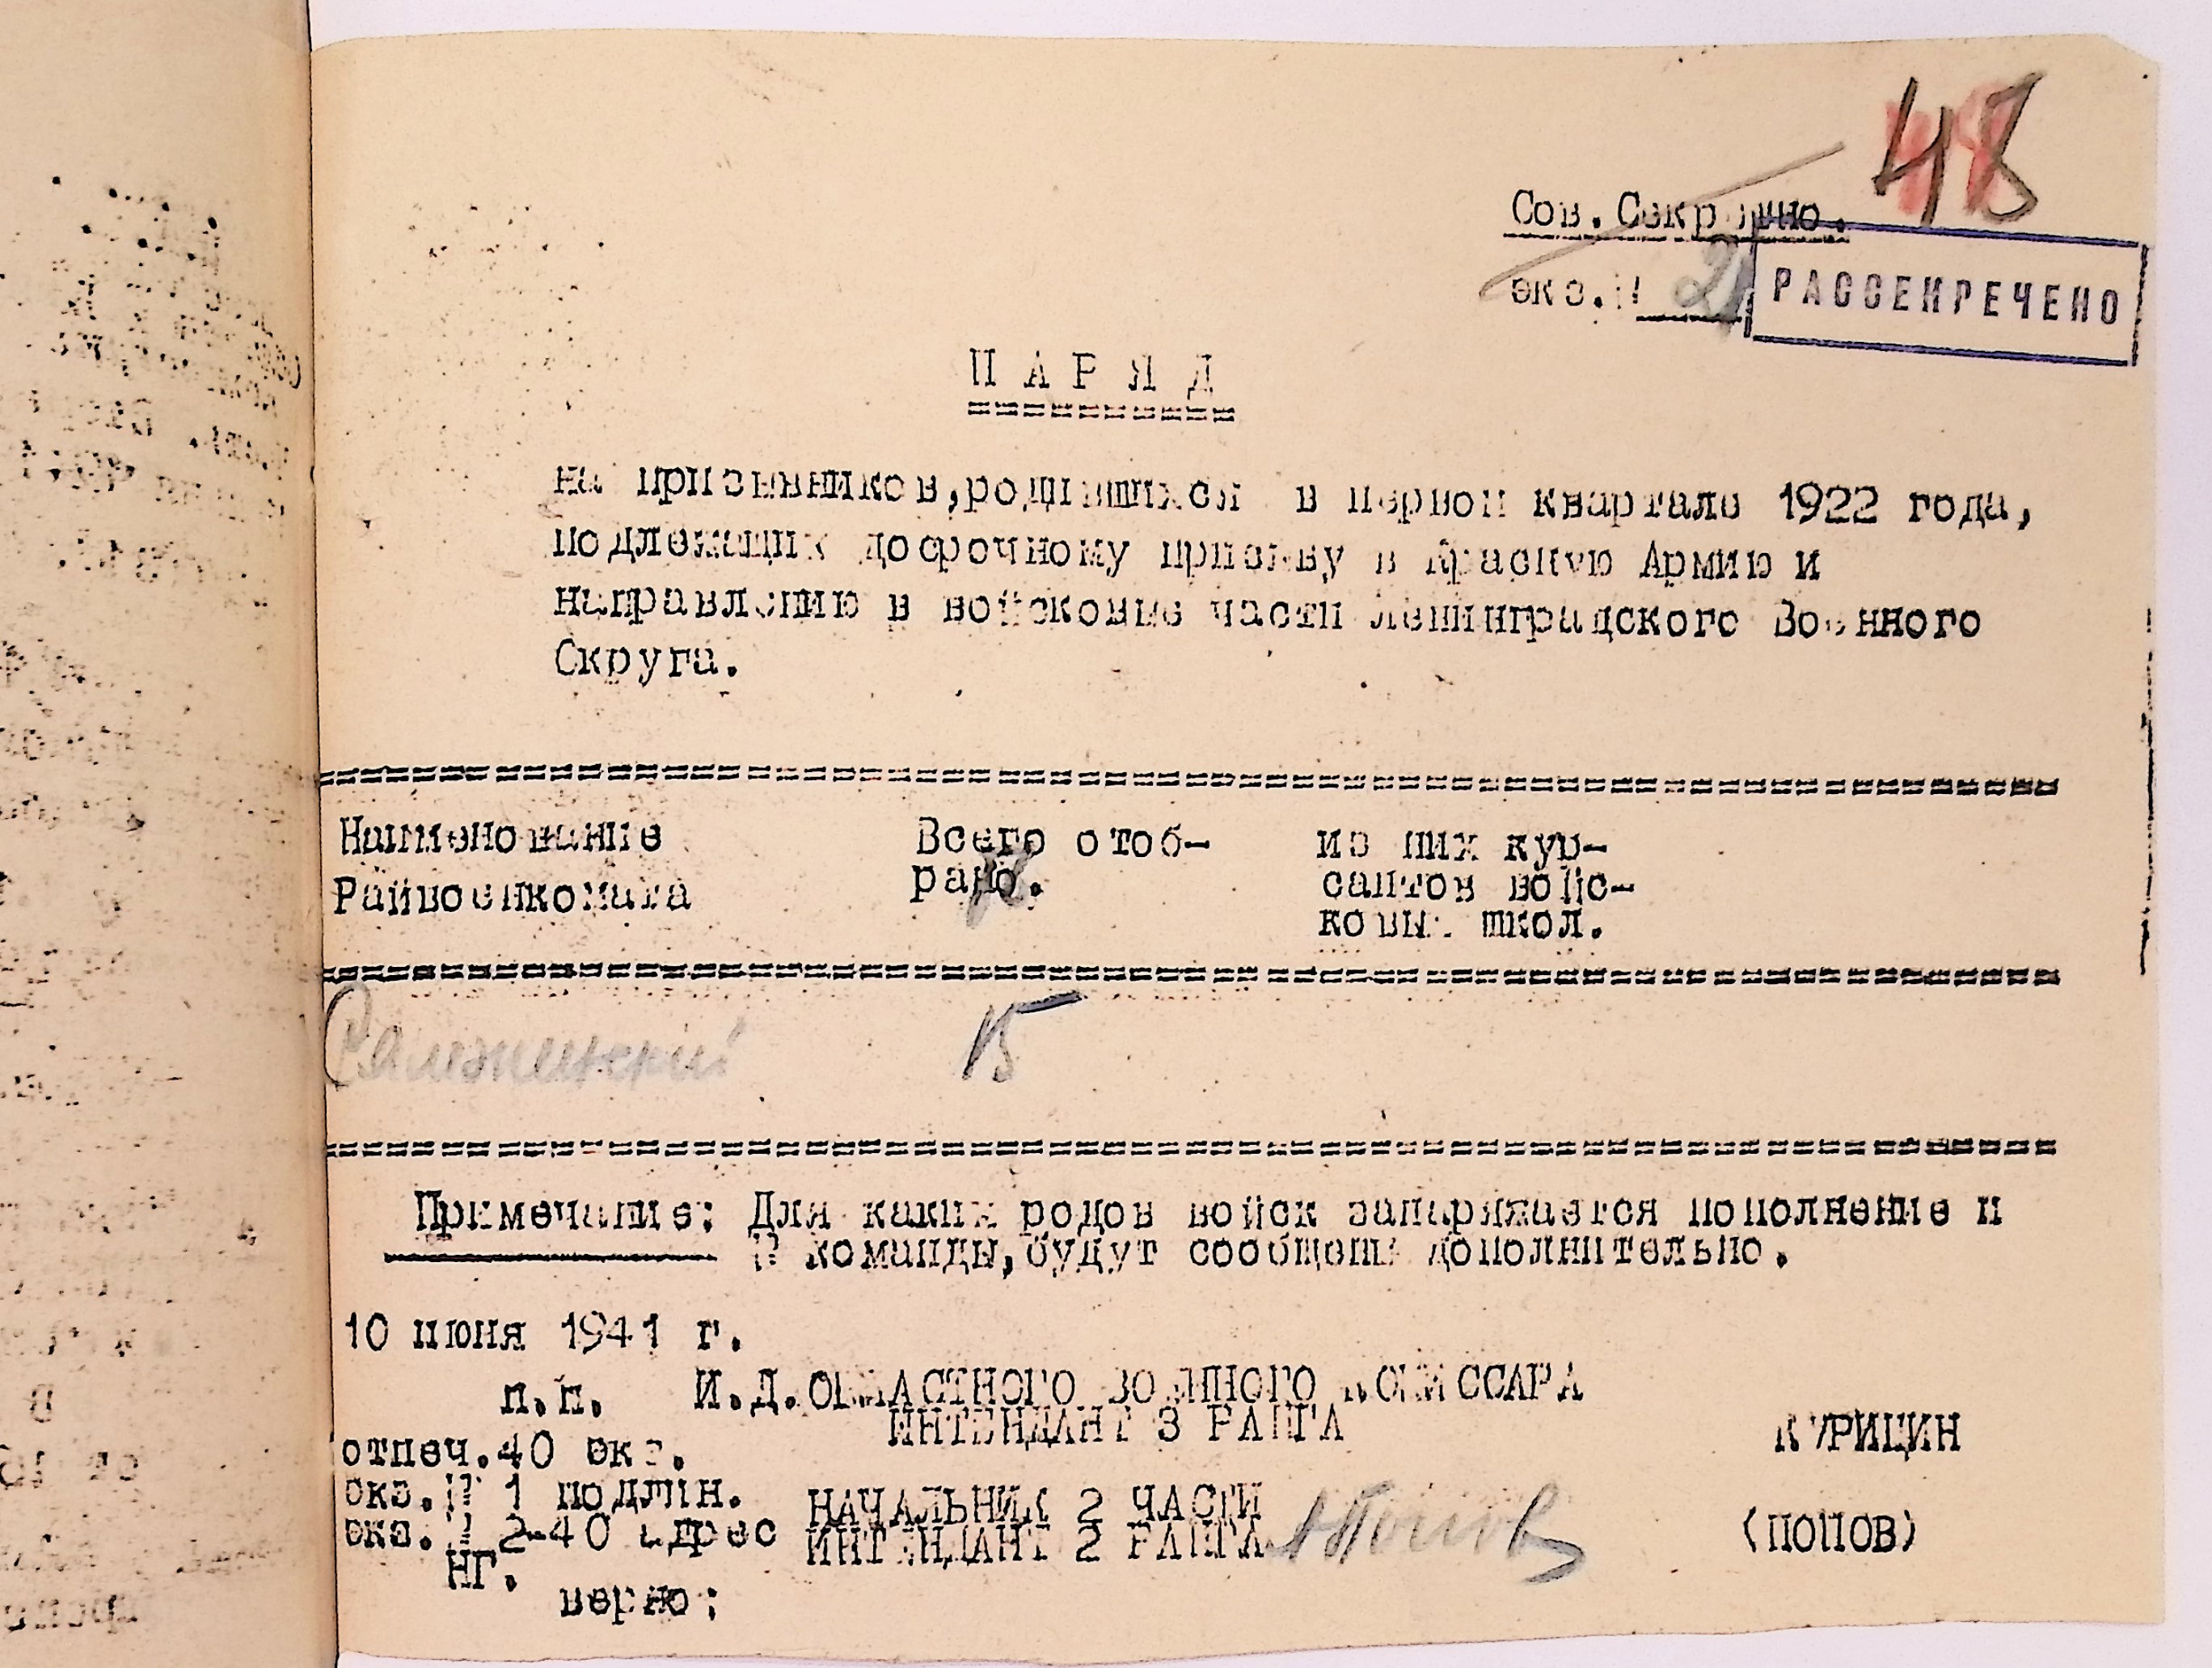 48
Сов. Секретно.
экз.№ 21
РАССЕКРЕЧЕНО
Н А Р Я Д
на призывников,родившихся в первом квартале 1922 года,
подлежащих досрочному призыву в Красную Армию и
направлению в войсковые части Ленинградского Военного
Округа.
Наименование Всего отоб- из них кур-
Райвоенкомата рано. сантов войс-
ковых школ.
15
Примечание: Для каких родов войск запаряжается пополнение и
№ команды,будут сообщены дополнительно.
10 июня 1941 г.
п.п. И.Д.ОБЛАСТНОГО ВОЕННОГО КОМИССАРА
ИНТЕНДАНТ 3 РАНГА КУРИЦИН
отпеч.40 экз.
экз.№ 1 подлин. НАЧАЛЬНИК 2 ЧАСТИ
экз.№ 2-40 адрес ИНТЕНДАНТ 2 РАНГА Попов (ПОПОВ)
НГ.
верно: